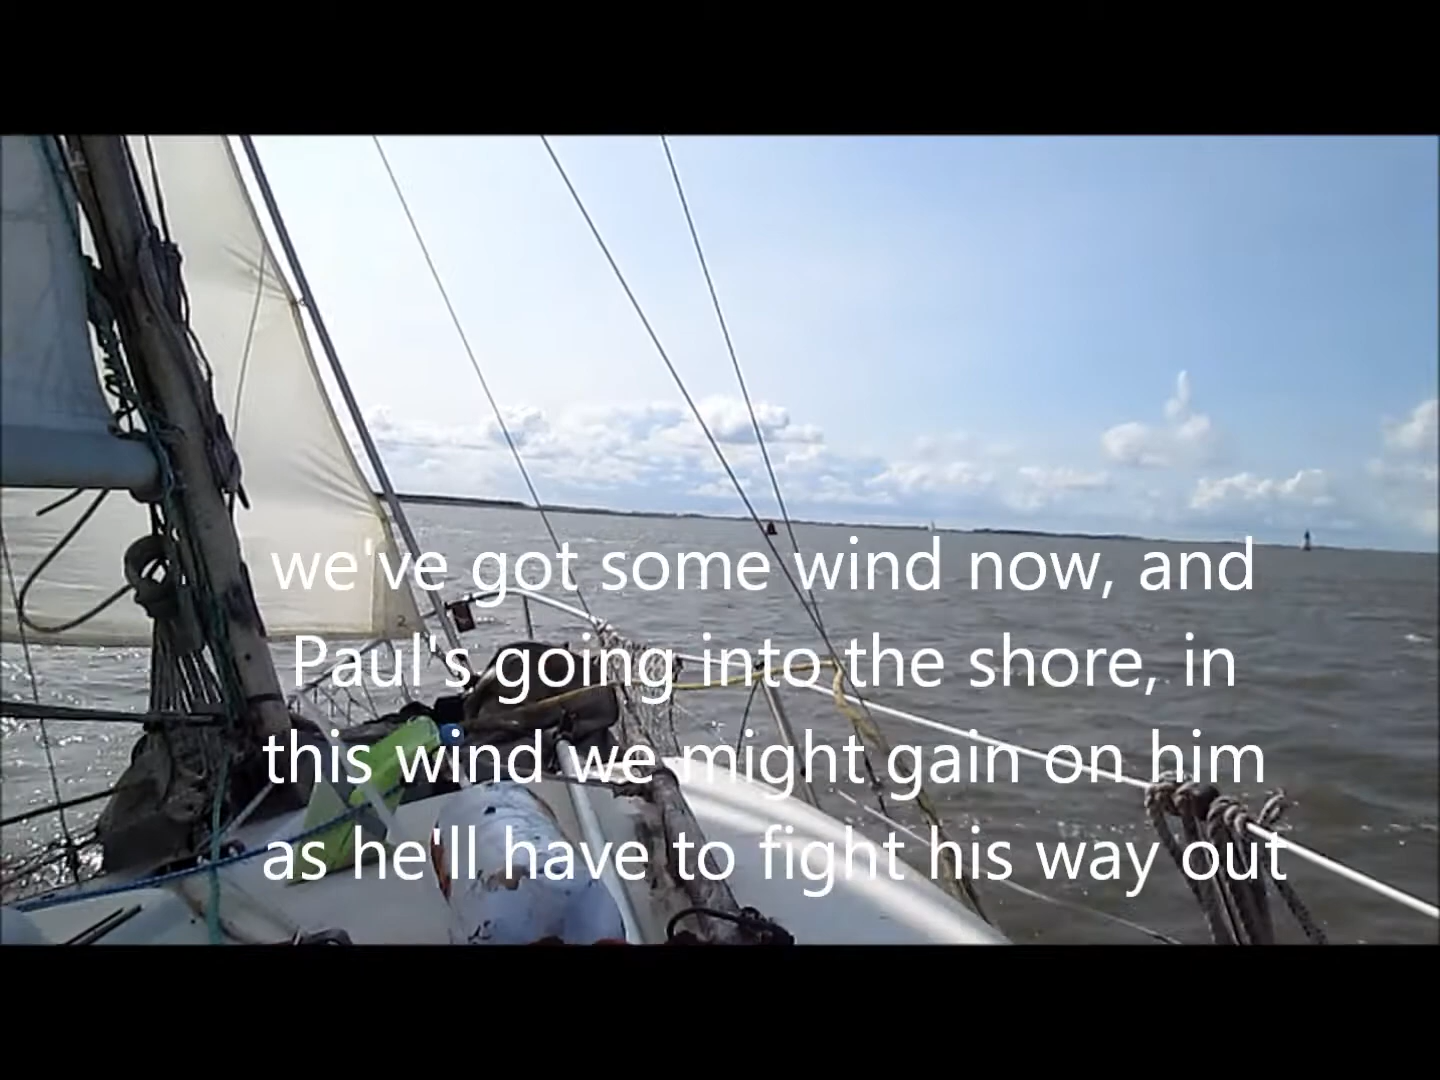 we've got some wind now, and
Paul's going into the shore, in
this wind we might gain on him
as he'll have to fight his way out